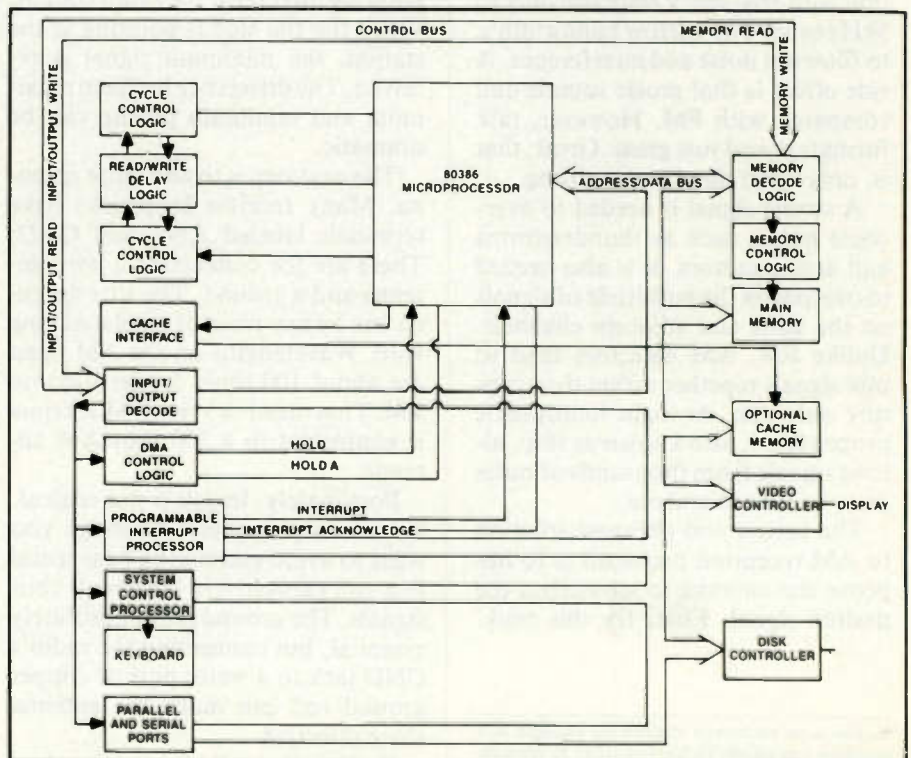 CONTROL BUS
MEMORY READ
MEMORY WRITE
INPUT/OUTPUT WRITE
INPUT/OUTPUT READ
CYCLE
CONTROL
LOGIC
READ/WRITE
DELAY
LOGIC
CYCLE
CONTROL
LDGIC
CACHE
INTERFACE
INPUT/
OUTPUT
DECODE
DMA
CONTROL
LOGIC
PROGRAMMABLE
INTERRUPT
PROCESSOR
SYSTEM
CONTROL
PROCESSOR
KEYBOARD
PARALLEL
AND SERIAL
PORTS
80386
MICRDPROCESSDR
HOLD
HOLD A
INTERRUPT
INTERRUPT ACKNOWLEDGE
ADDRESS/DATA BUS
MEMORY
DECODE
LOGIC
MEMORY
CONTROL
LOGIC
MAIN
MEMORY
OPTIONAL
CACHE
MEMORY
VIDEO
CONTROLLER
DISPLAY
DISK
CONTROLLER